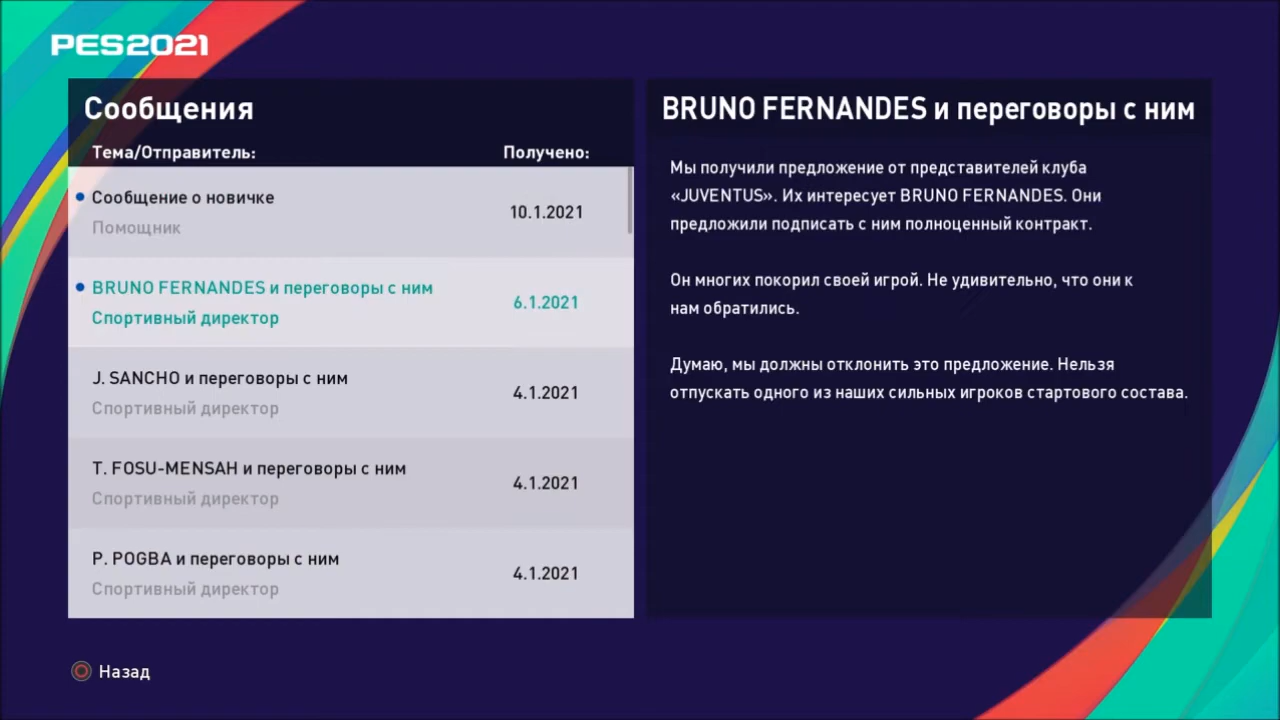 PES2021
Сообщения
Тема/Отправитель: Получено:
Сообщение о новичке
10.1.2021
Помощник
BRUNO FERNANDES и переговоры с ним
6.1.2021
Спортивный директор
J. SANCHO и переговоры с ним
4.1.2021
Спортивный директор
T. FOSU-MENSAH и переговоры с ним
4.1.2021
Спортивный директор
P. POGBA и переговоры с ним
4.1.2021
Спортивный директор
BRUNO FERNANDES и переговоры с ним
Мы получили предложение от представителей клуба
«JUVENTUS». Их интересует BRUNO FERNANDES. Они
предложили подписать с ним полноценный контракт.
Он многих покорил своей игрой. Не удивительно, что они к
нам обратились.
Думаю, мы должны отклонить это предложение. Нельзя
отпускать одного из наших сильных игроков стартового состава.
Назад